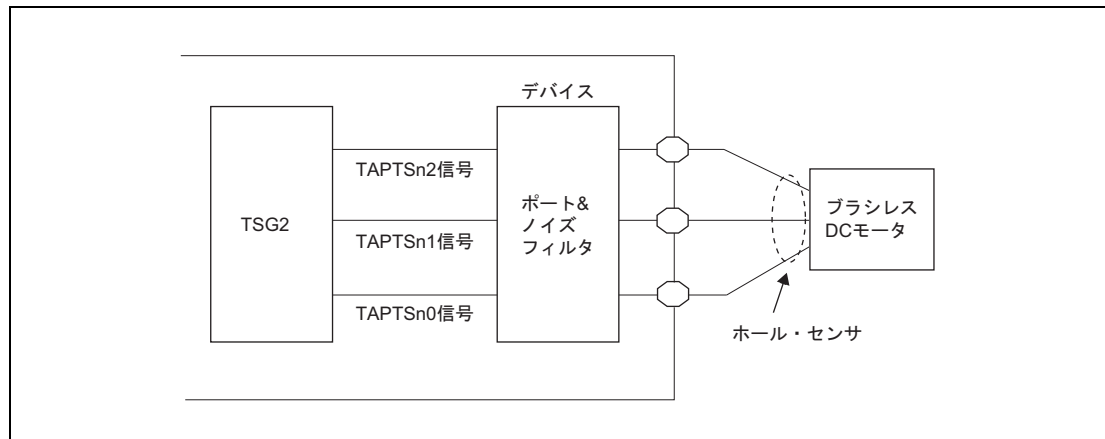 デバイス
TSG2
TAPTSn2信号
TAPTSn1信号
TAPTSn0信号
ポート&
ノイズ
フィルタ
ブラシレス
DCモータ
ホール・センサ